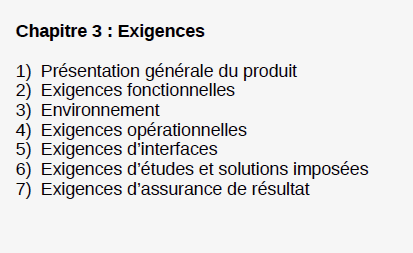 Chapitre 3 : Exigences
1) Présentation générale du produit
2) Exigences fonctionnelles
3) Environnement
4) Exigences opérationnelles
5) Exigences d’interfaces
6) Exigences d’études et solutions imposées
7) Exigences d’assurance de résultat